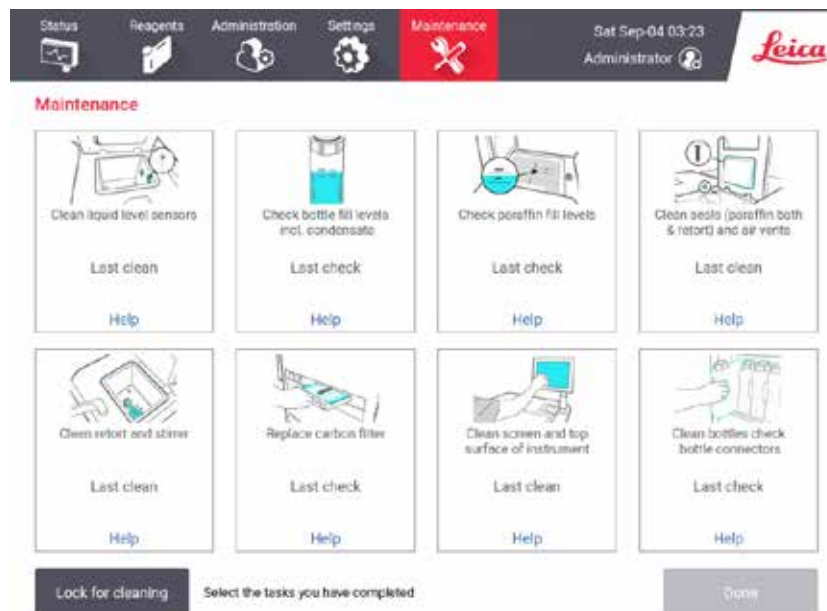 Status Reagents Administration Settings Maintenance
Sat Sep-04 03:23
Administrator
Leica
Maintenance
Clean liquid level sensors
Last clean
Help
Check bottle fill levels
incl. condensate
Last check
Help
Check paraffin fill levels
Last check
Help
Clean seals (paraffin bath
& retort) and air vents
Last clean
Help
Clean retort and stirrer
Last clean
Help
Replace carbon filter
Last check
Help
Clean screen and top
surface of instrument
Last clean
Help
Clean bottles check
bottle connectors
Last check
Help
Lock for cleaning
Select the tasks you have completed
Done